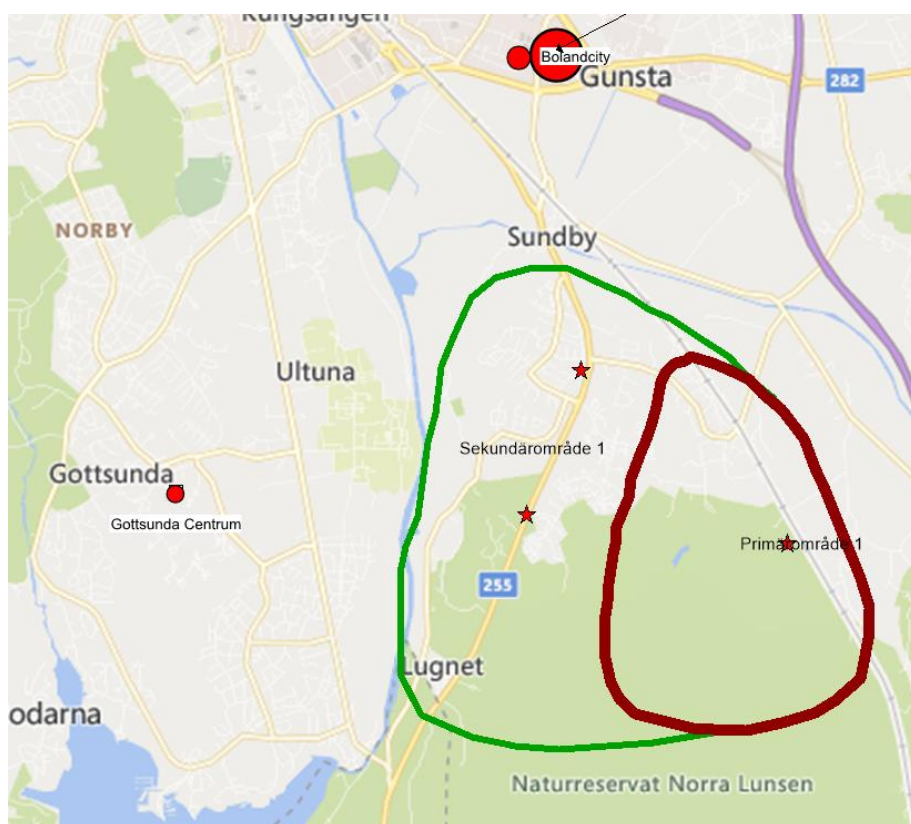 Kungsängen
Bolandcity
Gunsta
282
NORBY
Sundby
Ultuna
Sekundärområde 1
Gottsunda
Gottsunda Centrum
Primärområde 1
255
Lugnet
odarna
Naturreservat Norra Lunsen